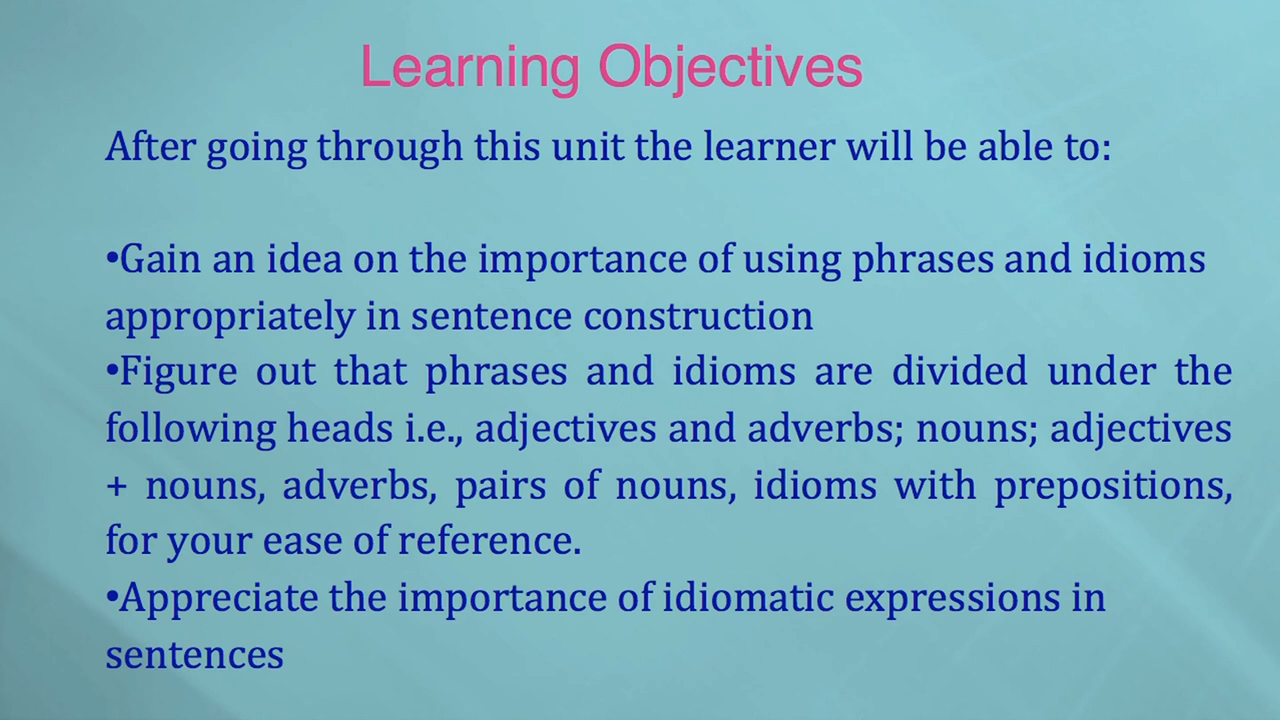 Learning Objectives
After going through this unit the learner will be able to:
•Gain an idea on the importance of using phrases and idioms
appropriately in sentence construction
•Figure out that phrases and idioms are divided under the
following heads i.e., adjectives and adverbs; nouns; adjectives
+ nouns, adverbs, pairs of nouns, idioms with prepositions,
for your ease of reference.
•Appreciate the importance of idiomatic expressions in
sentences